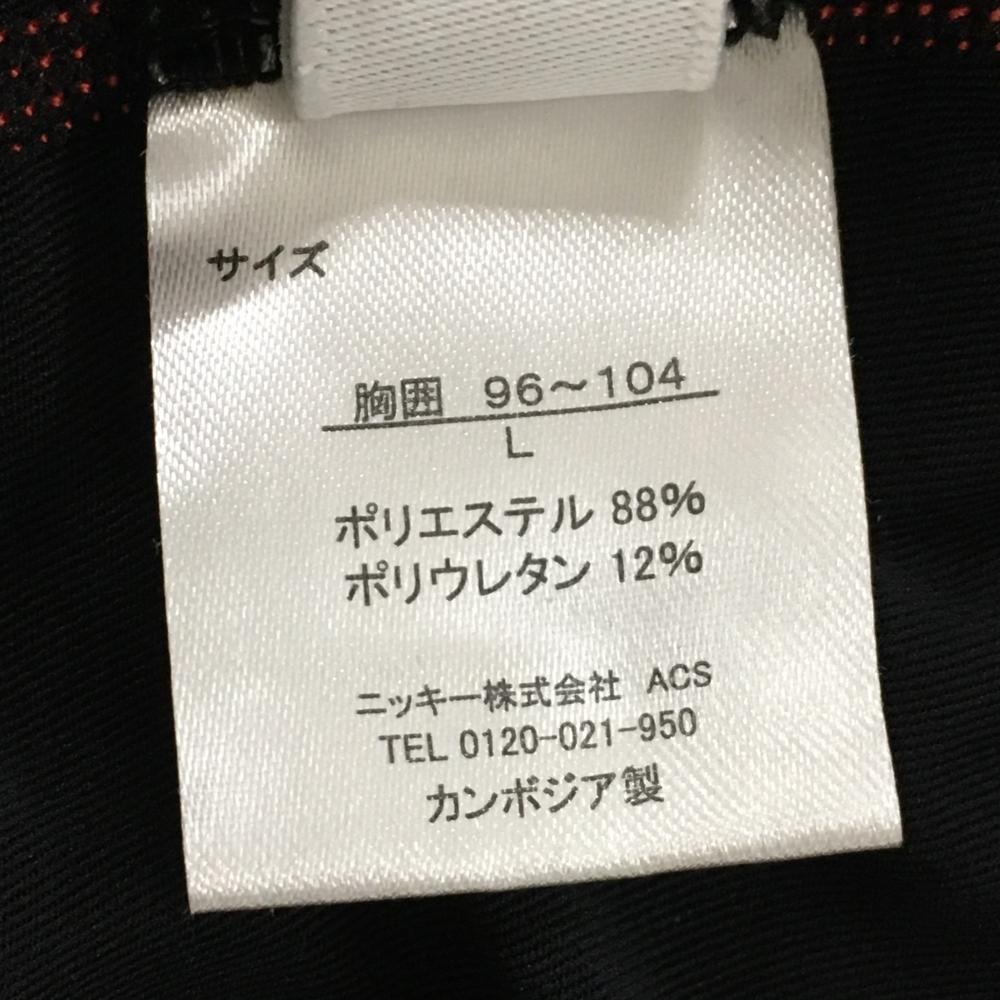 サイズ
胸囲 96～104
L
ポリエステル 88%
ポリウレタン 12%
ニッキー株式会社 ACS
TEL 0120-021-950
カンボジア製